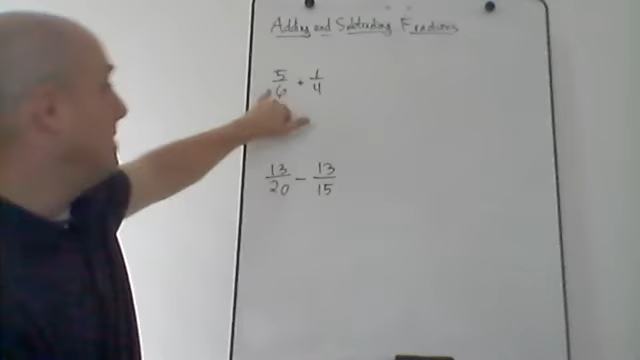 Adding and Subtracting Fractions
5/6 + 1/4
13/20 - 13/15